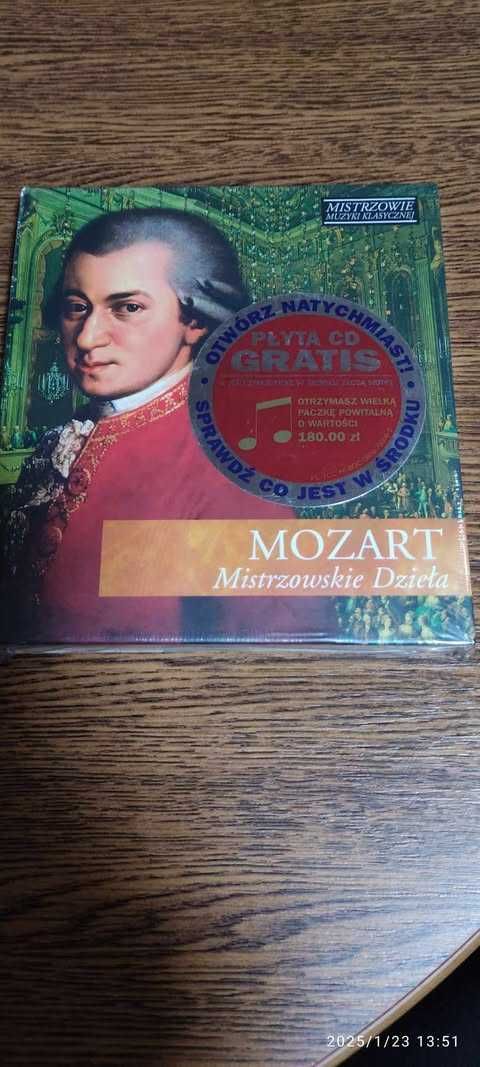 MISTRZOWIE
MUZYKI KLASYCZNEJ
OTWÓRZ NATYCHMIAST!
PŁYTA CD
GRATIS
OTRZYMASZ WIELKĄ
PACZKĘ POWITALNĄ
O WARTOŚCI
180.00 zł
SPRAWDŹ CO JEST W ŚRODKU
MOZART
Mistrzowskie Dzieła
2025/1/23 13:51